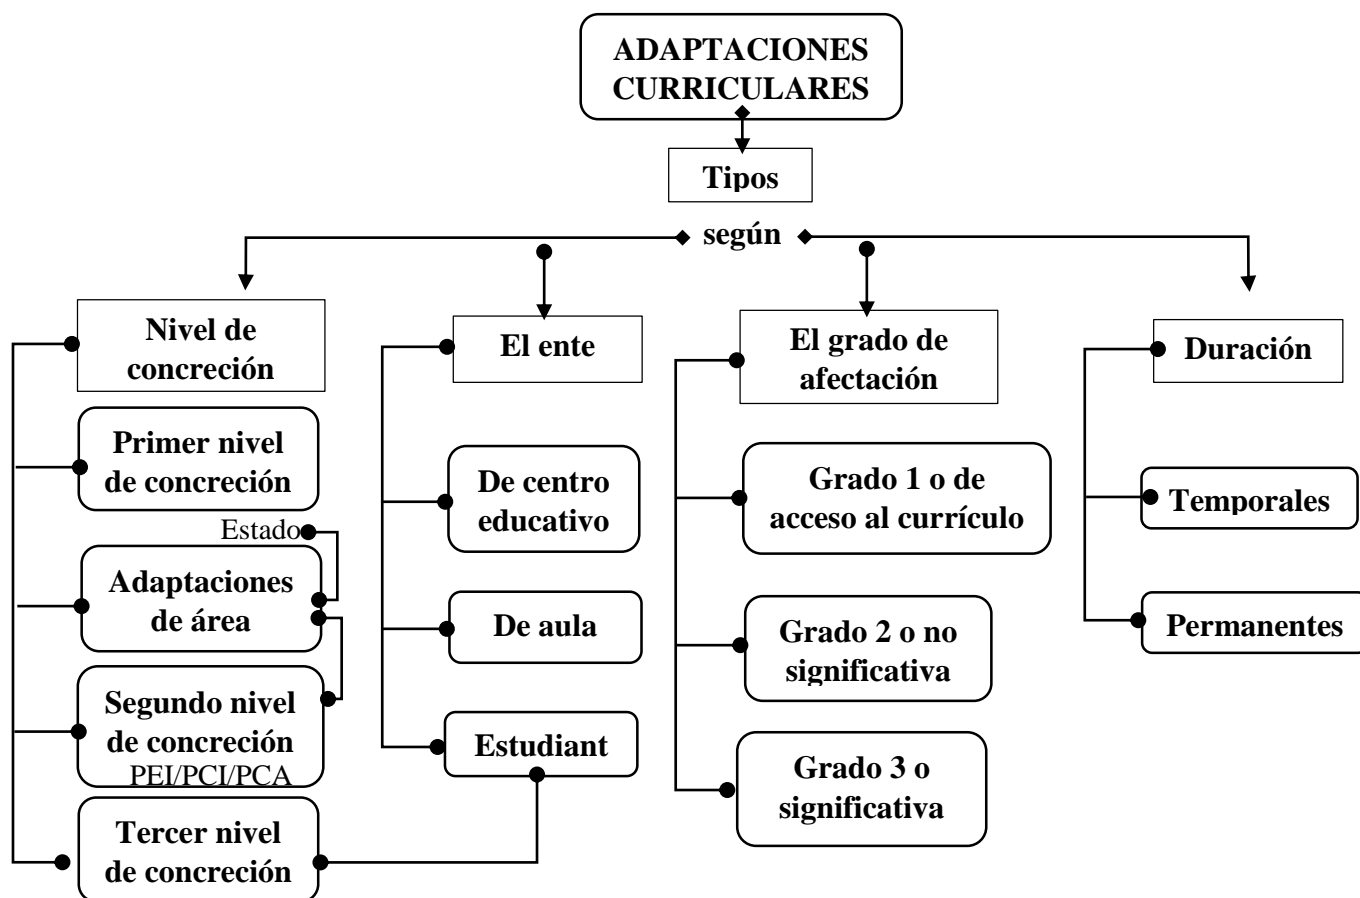 ADAPTACIONES
CURRICULARES
Tipos
según
Nivel de
concreción
El ente
El grado de
afectación
Duración
Primer nivel
de concreción
Estado
Adaptaciones
de área
Segundo nivel
de concreción
PEI/PCI/PCA
Tercer nivel
de concreción
De centro
educativo
De aula
Estudiant
Grado 1 o de
acceso al currículo
Grado 2 o no
significativa
Grado 3 o
significativa
Temporales
Permanentes